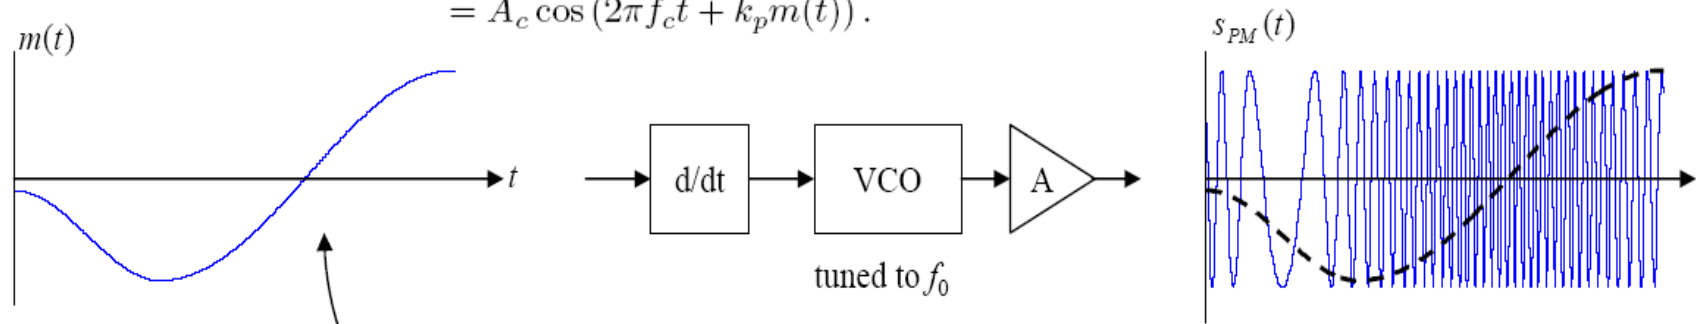 = A_c cos (2πf_c t + k_p m(t)) .
m(t)
s_PM (t)
t
d/dt
VCO
A
tuned to f_0